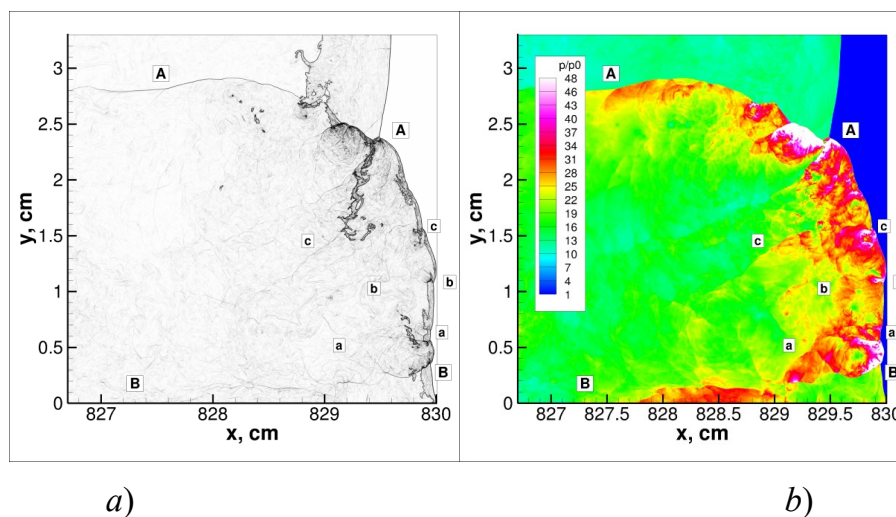 3
2.5
2
1.5
1
0.5
0
y, cm
827
828
829
830
x, cm
A
A
c
c
b
b
a
a
B
B
a)
3
2.5
2
1.5
1
0.5
0
y, cm
827
827.5
828
828.5
829
829.5
830
x, cm
p/p0
48
46
43
40
37
34
31
28
25
22
19
16
13
10
7
4
1
A
A
c
c
b
a
a
B
B
b)